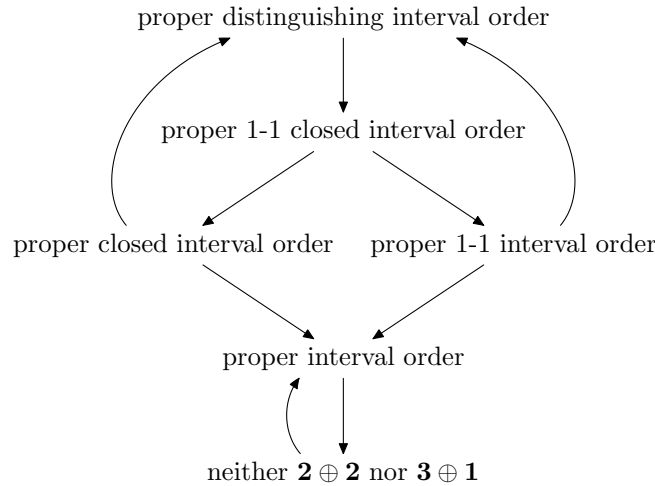 proper distinguishing interval order
proper 1-1 closed interval order
proper closed interval order
proper 1-1 interval order
proper interval order
neither 2 ⊕ 2 nor 3 ⊕ 1